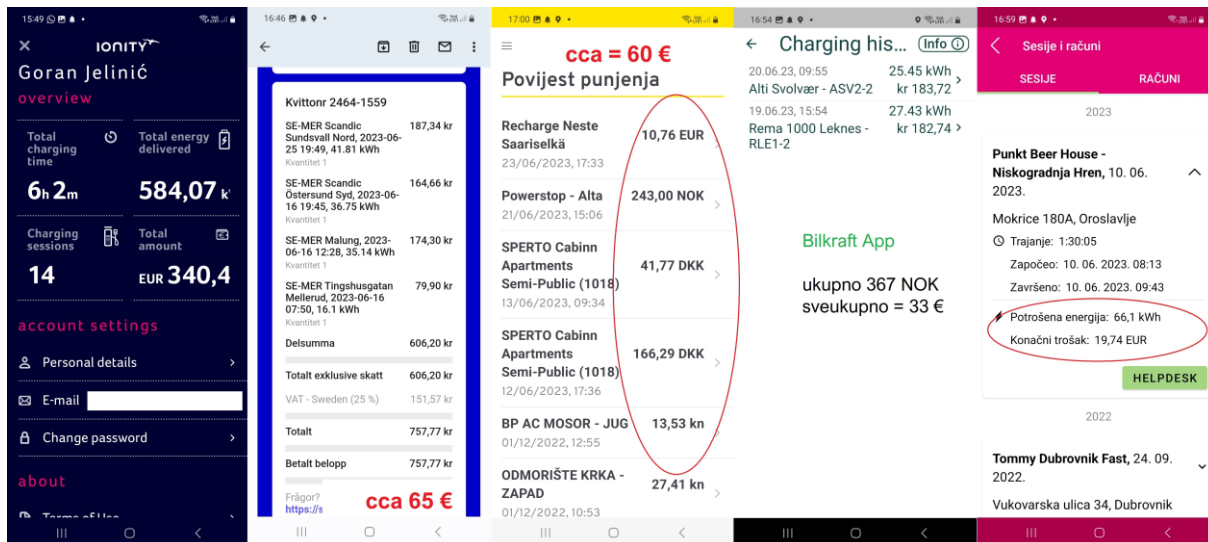 15:49
IONITY
Goran Jelinić
overview
Total charging time
6h 2m
Total energy delivered
584,07 k
Charging sessions
14
Total amount
EUR 340,4
account settings
Personal details
E-mail
Change password
about
Terms of Use
16:46
Kvittonr 2464-1559
SE-MER Scandic 187,34 kr
Sundsvall Nord, 2023-06-
25 19:49, 41.81 kWh
Kvantitet 1
SE-MER Scandic 164,66 kr
Östersund Syd, 2023-06-
16 19:45, 36.75 kWh
Kvantitet 1
SE-MER Malung, 2023- 174,30 kr
06-16 12:28, 35.14 kWh
Kvantitet 1
SE-MER Tingshusgatan 79,90 kr
Mellerud, 2023-06-16
07:50, 16.1 kWh
Kvantitet 1
Delsumma 606,20 kr
Totalt exklusive skatt 606,20 kr
VAT - Sweden (25 %) 151,57 kr
Totalt 757,77 kr
Betalt belopp 757,77 kr
Frågor?
https://s
cca 65 €
17:00
cca = 60 €
Povijest punjenja
Recharge Neste
Saariselkä
10,76 EUR
23/06/2023, 17:33
Powerstop - Alta 243,00 NOK
21/06/2023, 15:06
SPERTO Cabinn
Apartments
Semi-Public (1018)
41,77 DKK
13/06/2023, 09:34
SPERTO Cabinn
Apartments
Semi-Public (1018)
166,29 DKK
12/06/2023, 17:36
BP AC MOSOR - JUG 13,53 kn
01/12/2022, 12:55
ODMORIŠTE KRKA -
ZAPAD
27,41 kn
01/12/2022, 10:53
16:54
Charging his... Info
20.06.23, 09:55 25.45 kWh
Alti Svolvær - ASV2-2 kr 183,72
19.06.23, 15:54 27.43 kWh
Rema 1000 Leknes - kr 182,74
RLE1-2
Bilkraft App
ukupno 367 NOK
sveukupno = 33 €
16:59
Sesije i računi
SESIJE RAČUNI
2023
Punkt Beer House -
Niskogradnja Hren, 10. 06.
2023.
Mokrice 180A, Oroslavlje
Trajanje: 1:30:05
Započeo: 10. 06. 2023. 08:13
Završeno: 10. 06. 2023. 09:43
Potrošena energija: 66,1 kWh
Konačni trošak: 19,74 EUR
HELPDESK
2022
Tommy Dubrovnik Fast, 24. 09.
2022.
Vukovarska ulica 34, Dubrovnik